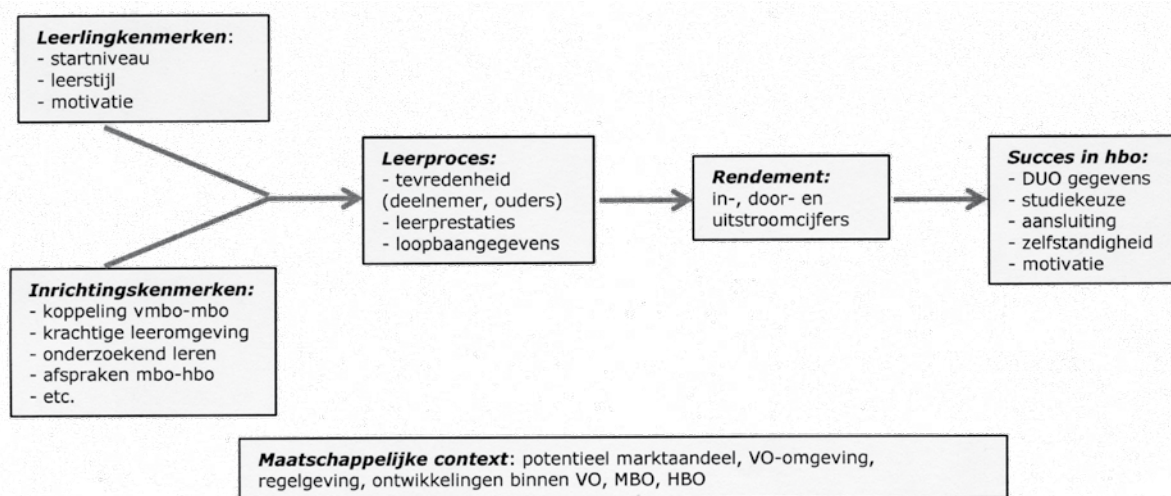 Leerlingkenmerken:
- startniveau
- leerstijl
- motivatie
Inrichtingskenmerken:
- koppeling vmbo-mbo
- krachtige leeromgeving
- onderzoekend leren
- afspraken mbo-hbo
- etc.
Leerproces:
- tevredenheid
(deelnemer, ouders)
- leerprestaties
- loopbaangegevens
Rendement:
in-, door- en
uitstroomcijfers
Succes in hbo:
- DUO gegevens
- studiekeuze
- aansluiting
- zelfstandigheid
- motivatie
Maatschappelijke context: potentieel marktaandeel, VO-omgeving,
regelgeving, ontwikkelingen binnen VO, MBO, HBO